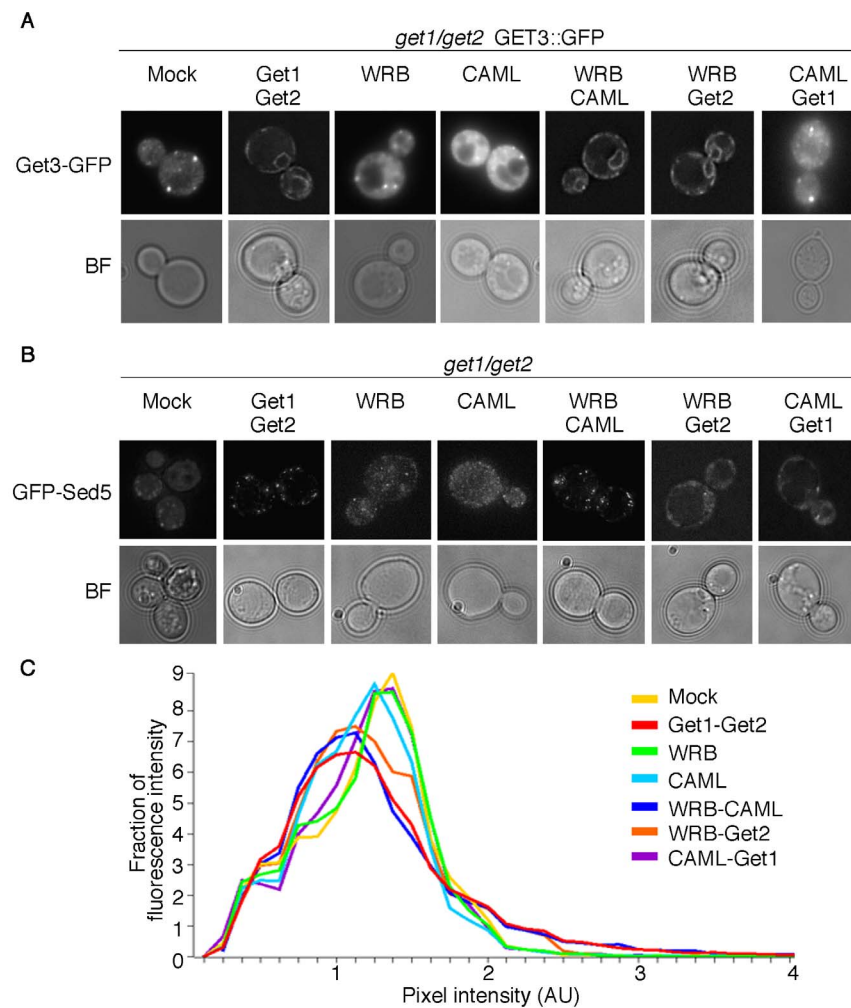 A
get1/get2 GET3::GFP
Mock
Get1
Get2
WRB
CAML
WRB
CAML
WRB
Get2
CAML
Get1
Get3-GFP
BF
B
get1/get2
Mock
Get1
Get2
WRB
CAML
WRB
CAML
WRB
Get2
CAML
Get1
GFP-Sed5
BF
C
Fraction of
fluorescence intensity
9
8
7
6
5
4
3
2
1
0
1
2
3
4
Pixel intensity (AU)
Mock
Get1-Get2
WRB
CAML
WRB-CAML
WRB-Get2
CAML-Get1